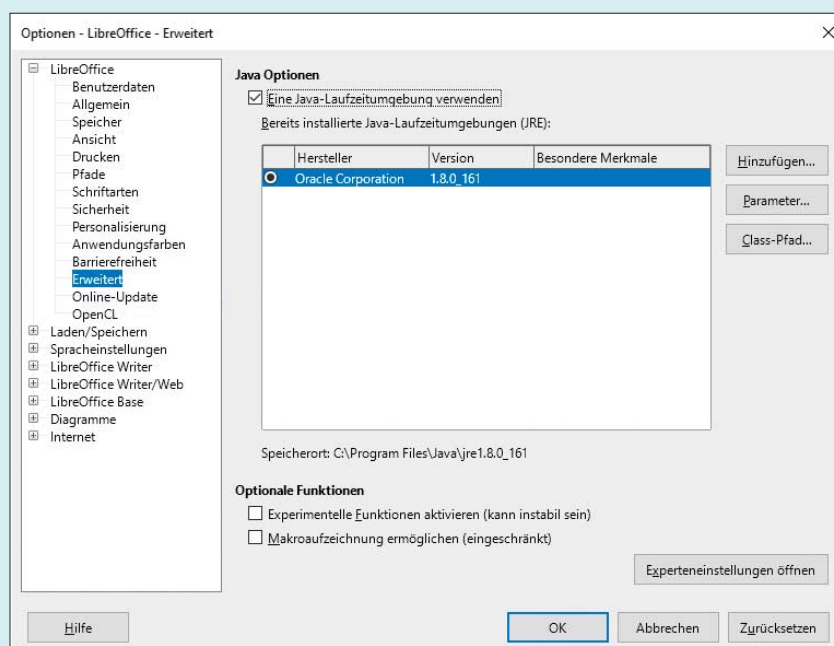 Optionen - LibreOffice - Erweitert
LibreOffice
Benutzerdaten
Allgemein
Speicher
Ansicht
Drucken
Pfade
Schriftarten
Sicherheit
Personalisierung
Anwendungsfarben
Barrierefreiheit
Erweitert
Online-Update
OpenCL
Laden/Speichern
Spracheinstellungen
LibreOffice Writer
LibreOffice Writer/Web
LibreOffice Base
Diagramme
Internet
Java Optionen
Eine Java-Laufzeitumgebung verwenden
Bereits installierte Java-Laufzeitumgebungen (JRE):
Hersteller Version Besondere Merkmale
Oracle Corporation 1.8.0_161
Hinzufügen...
Parameter...
Class-Pfad...
Speicherort: C:\Program Files\Java\jre1.8.0_161
Optionale Funktionen
Experimentelle Funktionen aktivieren (kann instabil sein)
Makroaufzeichnung ermöglichen (eingeschränkt)
Experteneinstellungen öffnen
Hilfe OK Abbrechen Zurücksetzen